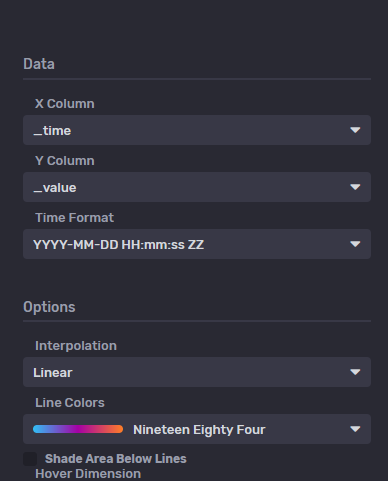 Data
X Column
_time
Y Column
_value
Time Format
YYYY-MM-DD HH:mm:ss ZZ
Options
Interpolation
Linear
Line Colors
Nineteen Eighty Four
Shade Area Below Lines
Hover Dimension